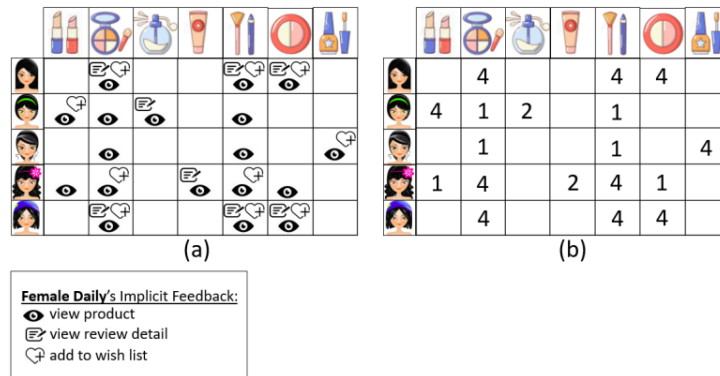 4 4 4
4 1 2 1
1 1 4
1 4 2 4 1
4 4 4
(a) (b)
Female Daily's Implicit Feedback:
view product
view review detail
add to wish list